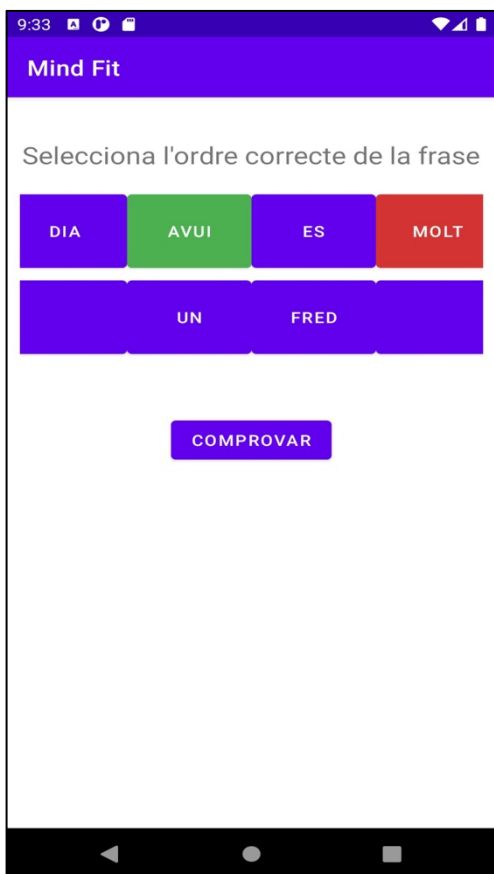 9:33
Mind Fit
Selecciona l'ordre correcte de la frase
DIA AVUI ES MOLT
UN FRED
COMPROVAR